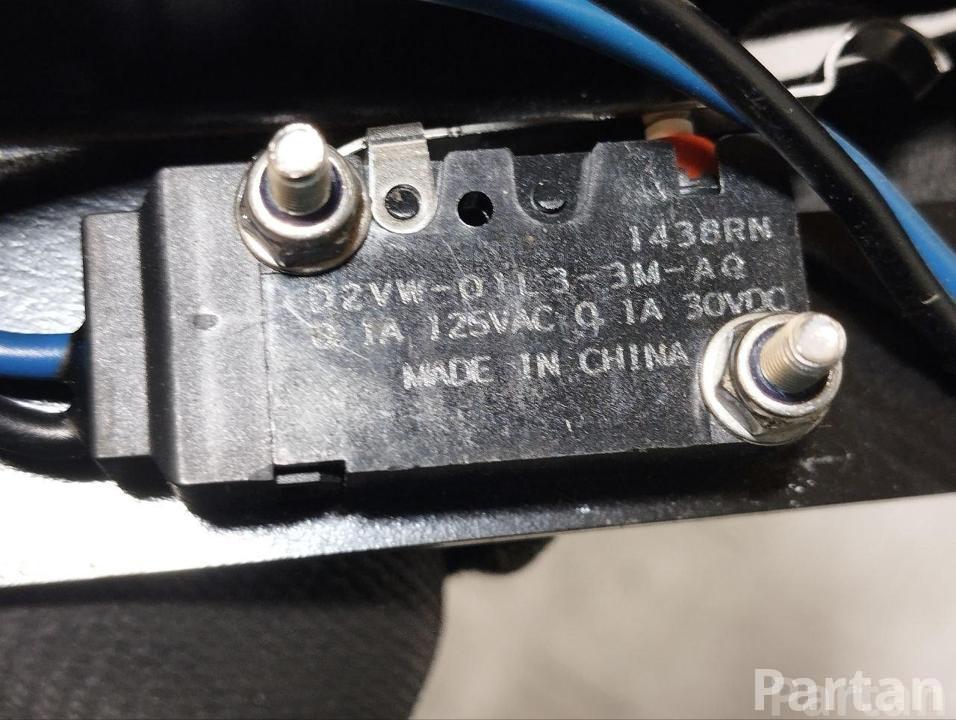 1438RN
D2VW-01L3-3M-AQ
0.1A 125VAC 0.1A 30VDC
MADE IN CHINA
Partan